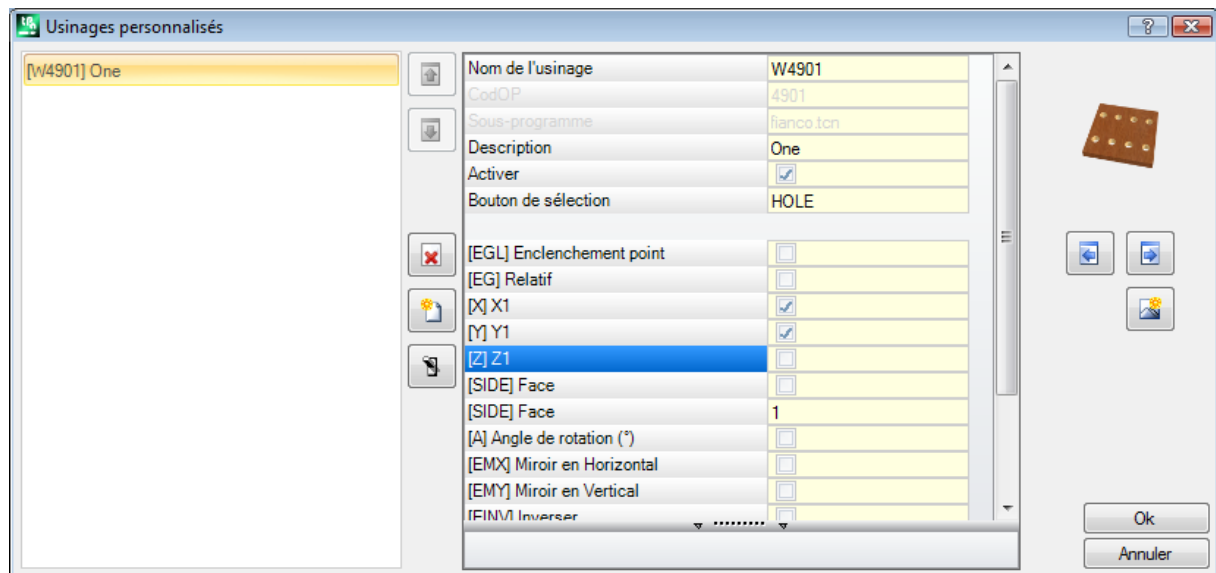 Usinages personnalisés
[W4901] One
Nom de l'usinage W4901
CodOP 4901
Sous-programme fianco.tcn
Description One
Activer
Bouton de sélection HOLE
[EGL] Enclenchement point
[EG] Relatif
[X] X1
[Y] Y1
[Z] Z1
[SIDE] Face
[SIDE] Face 1
[A] Angle de rotation (°)
[EMX] Miroir en Horizontal
[EMY] Miroir en Vertical
[EINV] Inverser
Ok
Annuler